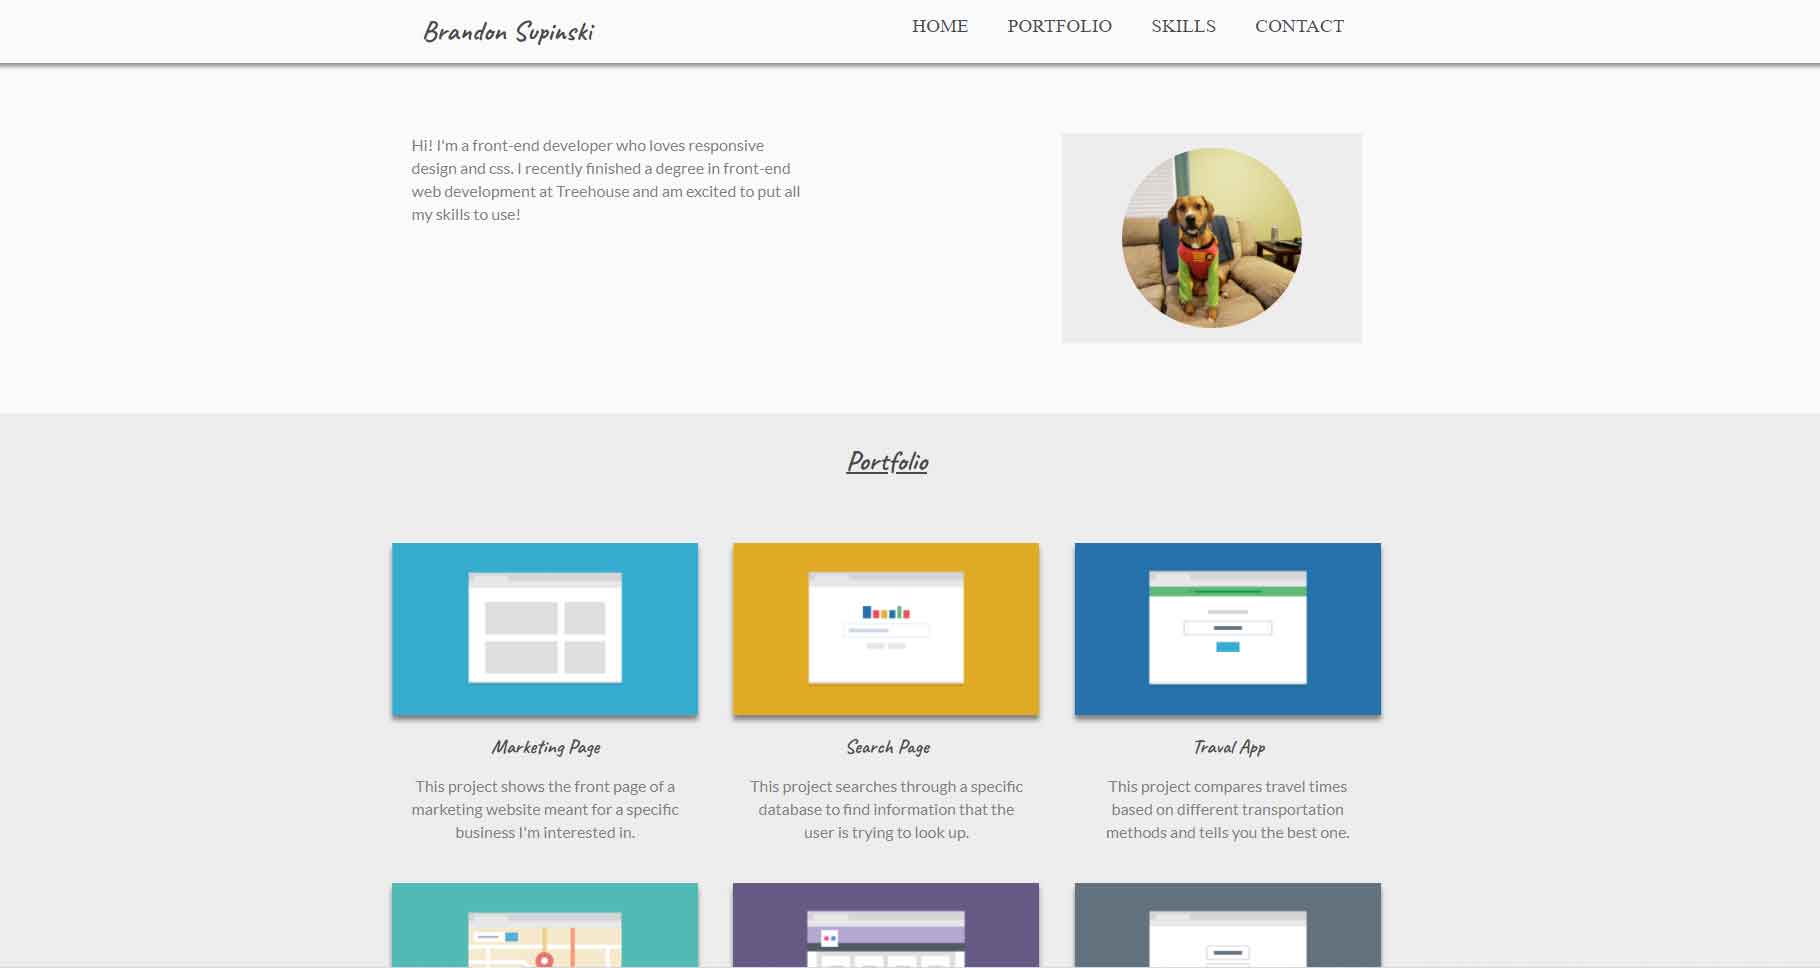 Brandon Supinski
HOME PORTFOLIO SKILLS CONTACT
Hi! I'm a front-end developer who loves responsive
design and css. I recently finished a degree in front-end
web development at Treehouse and am excited to put all
my skills to use!
Portfolio
Marketing Page
This project shows the front page of a
marketing website meant for a specific
business I'm interested in.
Search Page
This project searches through a specific
database to find information that the
user is trying to look up.
Traval App
This project compares travel times
based on different transportation
methods and tells you the best one.